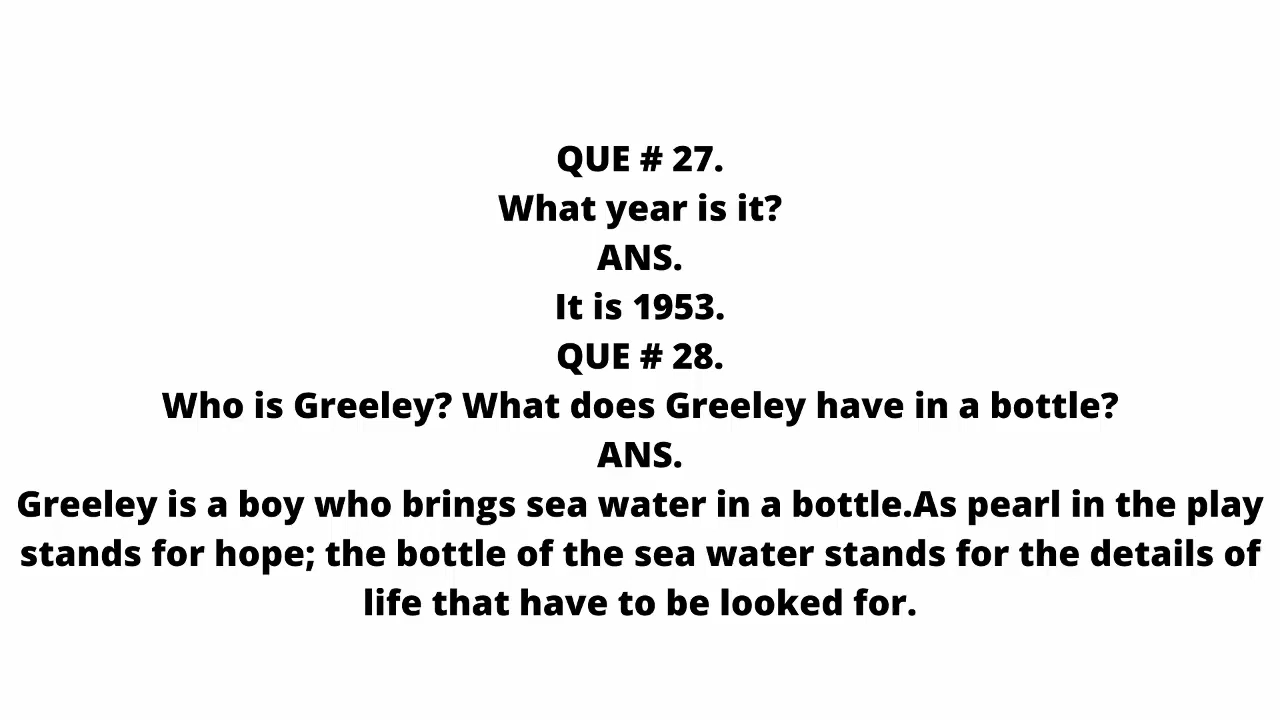 QUE # 27.
What year is it?
ANS.
It is 1953.
QUE # 28.
Who is Greeley? What does Greeley have in a bottle?
ANS.
Greeley is a boy who brings sea water in a bottle.As pearl in the play
stands for hope; the bottle of the sea water stands for the details of
life that have to be looked for.